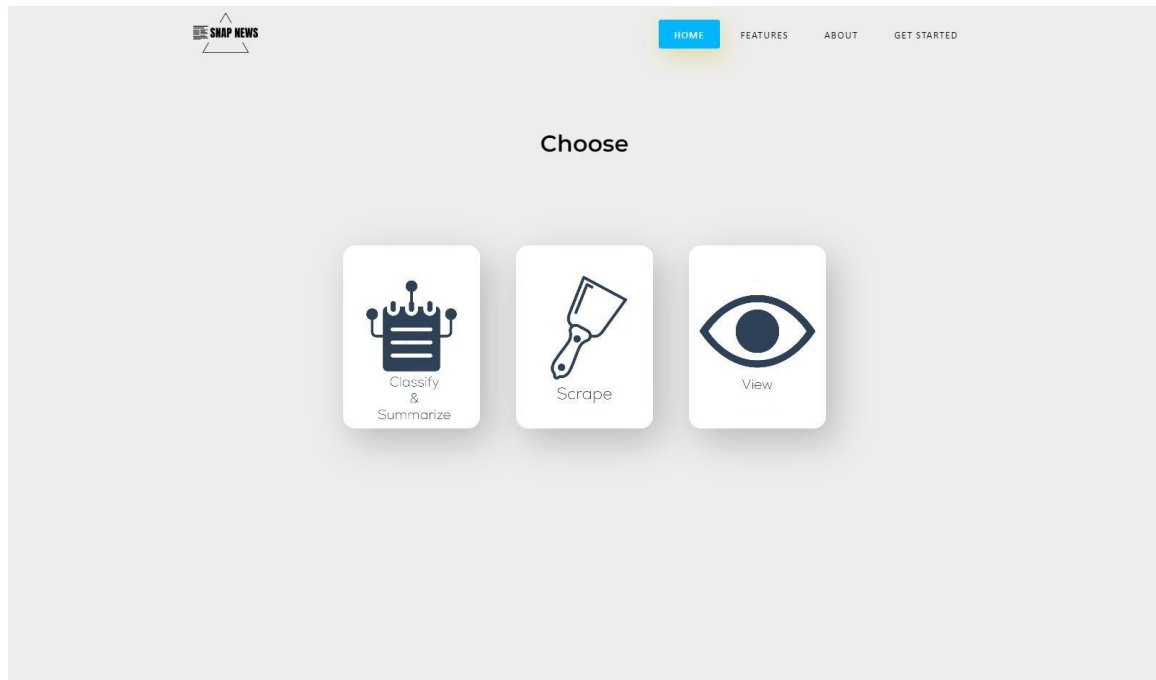 SNAP NEWS
HOME FEATURES ABOUT GET STARTED
Choose
Classify
&
Summarize
Scrape
View